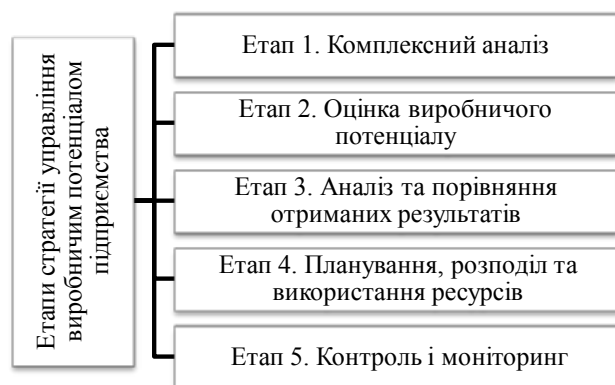 Етапи стратегії управління
виробничим потенціалом
підприємства
Етап 1. Комплексний аналіз
Етап 2. Оцінка виробничого
потенціалу
Етап 3. Аналіз та порівняння
отриманих результатів
Етап 4. Планування, розподіл та
використання ресурсів
Етап 5. Контроль і моніторинг